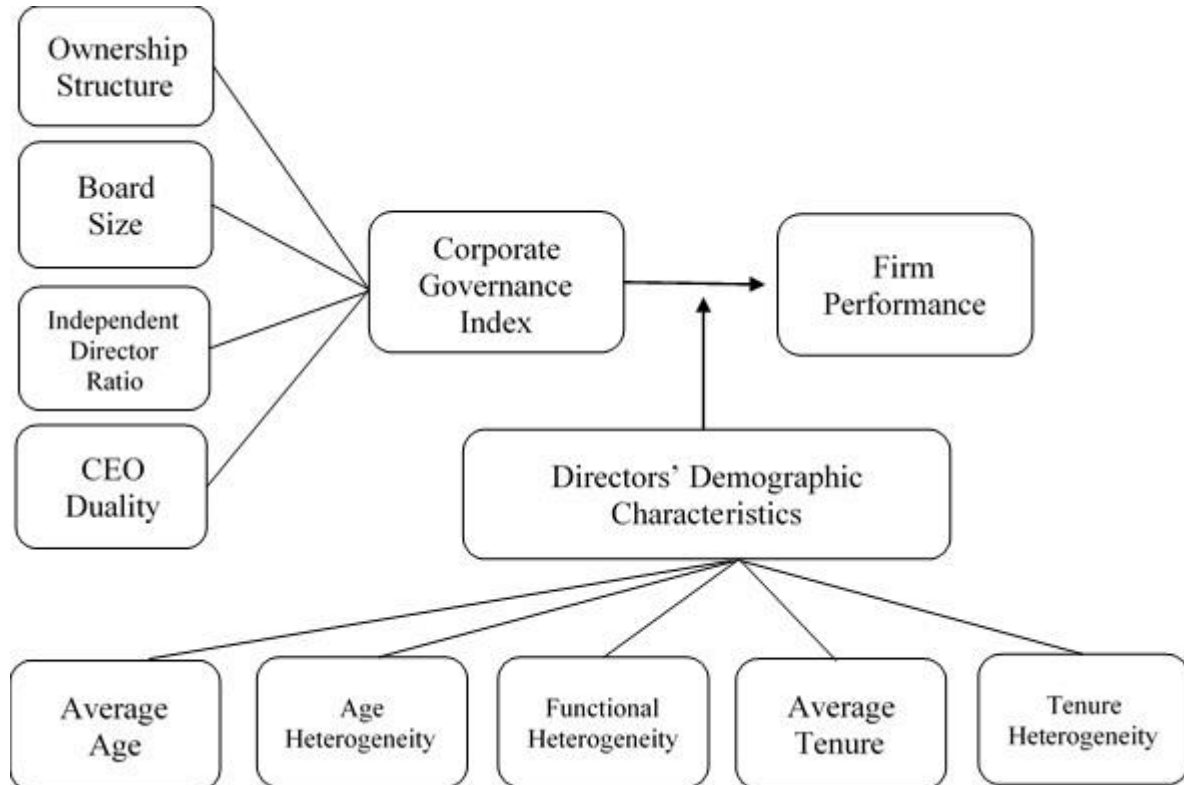 Ownership
Structure
Board
Size
Independent
Director
Ratio
CEO
Duality
Corporate
Governance
Index
Firm
Performance
Directors’ Demographic
Characteristics
Average
Age
Age
Heterogeneity
Functional
Heterogeneity
Average
Tenure
Tenure
Heterogeneity